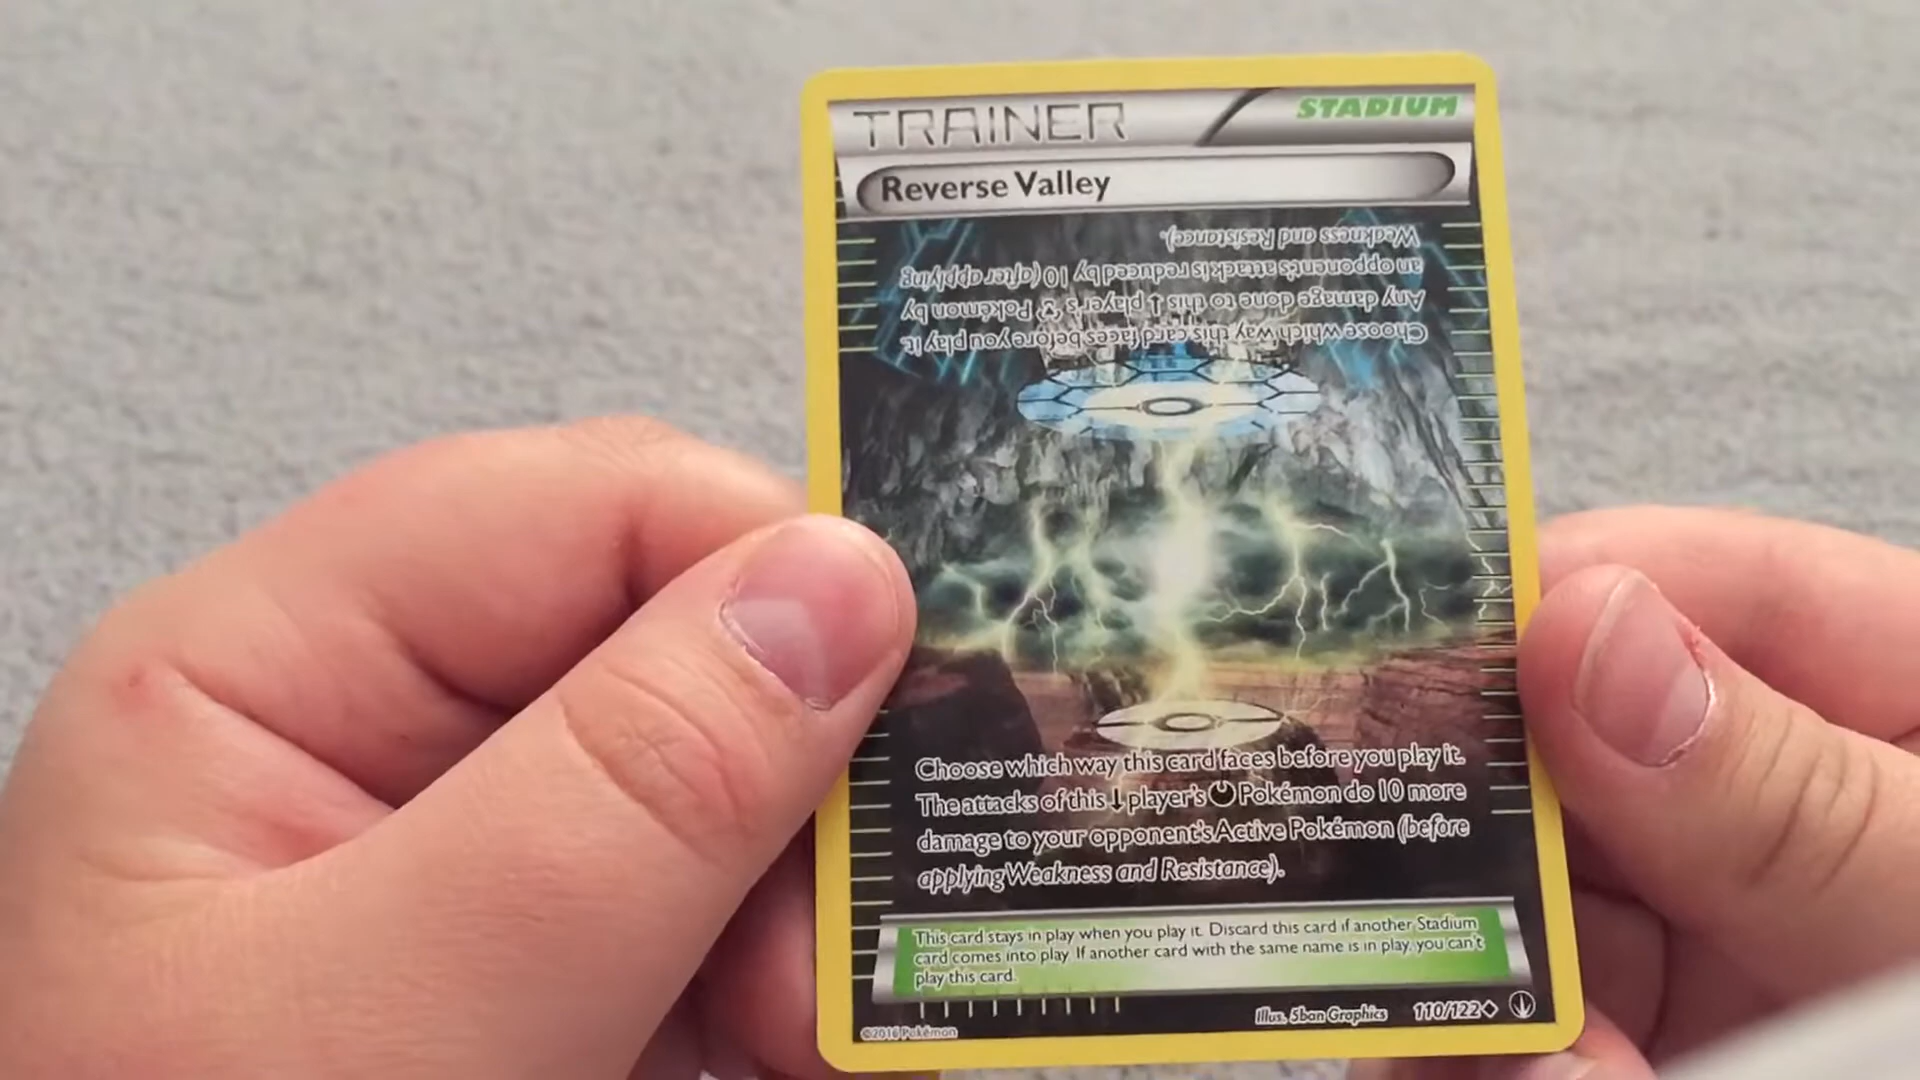 TRAINER
STADIUM
Reverse Valley
Weakness and Resistance).
an opponent's attack is reduced by 10 (after applying
Any damage done to this ↓ player's Pokémon by
Choose which way this card faces before you play it.
Choose which way this card faces before you play it.
The attacks of this ↓ player's Pokémon do 10 more
damage to your opponent's Active Pokémon (before
applying Weakness and Resistance).
This card stays in play when you play it. Discard this card if another Stadium
card comes into play. If another card with the same name is in play, you can't
play this card.
©2016 Pokémon
Illus. 5ban Graphics
110/122